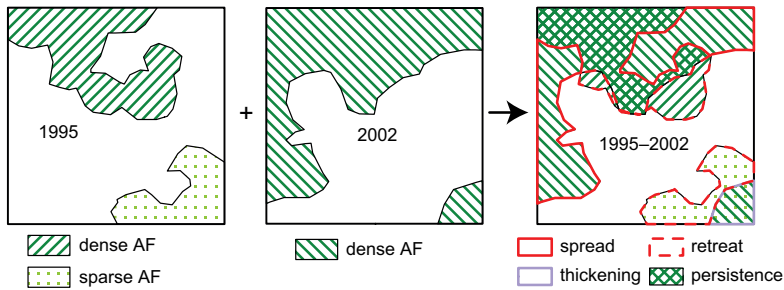 1995
+
2002
1995–2002
dense AF
sparse AF
dense AF
spread
retreat
thickening
persistence